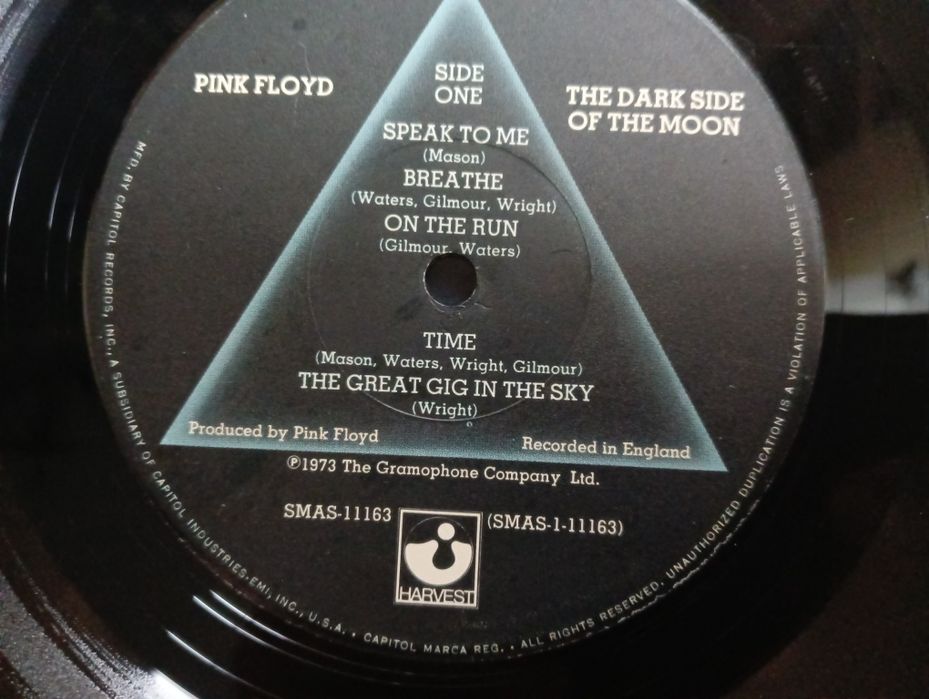 PINK FLOYD
SIDE
ONE
THE DARK SIDE
OF THE MOON
SPEAK TO ME
(Mason)
BREATHE
(Waters, Gilmour, Wright)
ON THE RUN
(Gilmour, Waters)
TIME
(Mason, Waters, Wright, Gilmour)
THE GREAT GIG IN THE SKY
(Wright)
Produced by Pink Floyd
Recorded in England
℗1973 The Gramophone Company Ltd.
SMAS-11163
(SMAS-1-11163)
HARVEST
MFD. BY CAPITOL RECORDS, INC., A SUBSIDIARY OF CAPITOL INDUSTRIES-EMI, INC., U.S.A. • CAPITOL MARCA REG. • ALL RIGHTS RESERVED. UNAUTHORIZED DUPLICATION IS A VIOLATION OF APPLICABLE LAWS